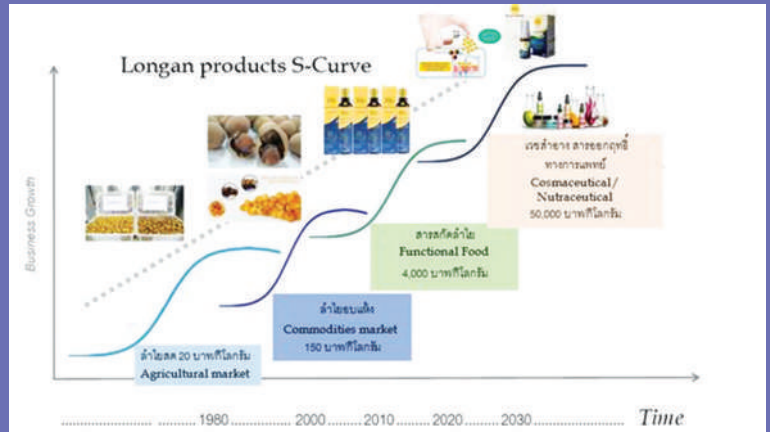 Longan products S-Curve
Business Growth
เวชสำอาง สารออกฤทธิ์
ทางการแพทย์
Cosmaceutical/
Nutraceutical
50,000 บาทกิโลกรัม
สารสกัดลำไย
Functional Food
4,000 บาทกิโลกรัม
ลำไยอบแห้ง
Commodities market
150 บาทกิโลกรัม
ลำไยสด 20 บาทกิโลกรัม
Agricultural market
........................... 1980............... 2000........2010.........2020..........2030........................ Time